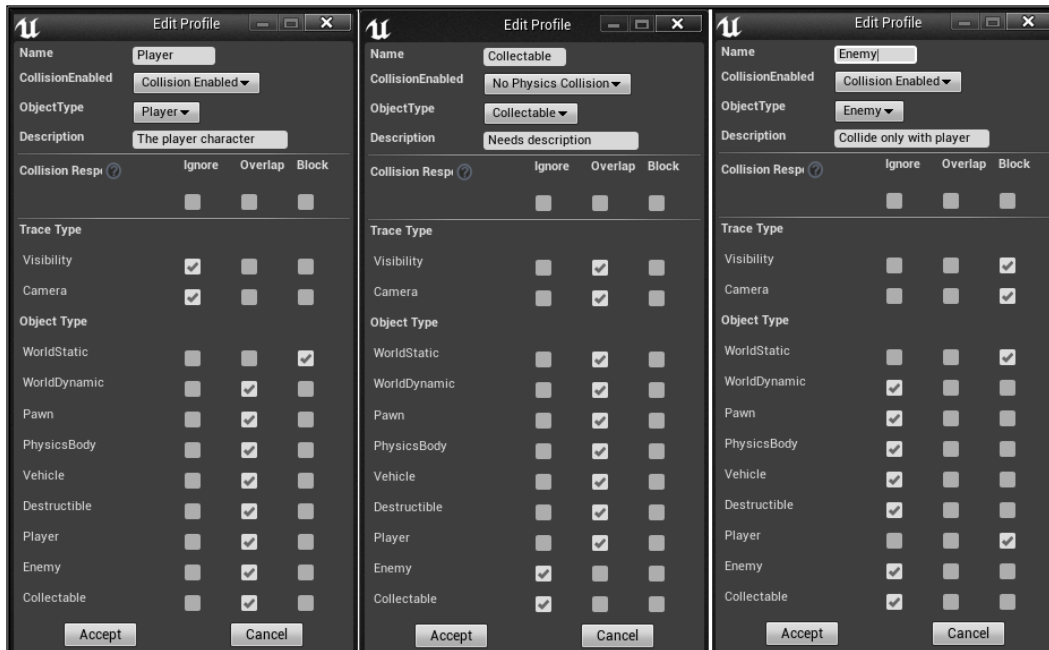 Edit Profile
Name Player
CollisionEnabled Collision Enabled
ObjectType Player
Description The player character
Collision Resp ?
Ignore Overlap Block
Trace Type
Visibility
Camera
Object Type
WorldStatic
WorldDynamic
Pawn
PhysicsBody
Vehicle
Destructible
Player
Enemy
Collectable
Accept Cancel
Edit Profile
Name Collectable
CollisionEnabled No Physics Collision
ObjectType Collectable
Description Needs description
Collision Resp ?
Ignore Overlap Block
Trace Type
Visibility
Camera
Object Type
WorldStatic
WorldDynamic
Pawn
PhysicsBody
Vehicle
Destructible
Player
Enemy
Collectable
Accept Cancel
Edit Profile
Name Enemy
CollisionEnabled Collision Enabled
ObjectType Enemy
Description Collide only with player
Collision Resp ?
Ignore Overlap Block
Trace Type
Visibility
Camera
Object Type
WorldStatic
WorldDynamic
Pawn
PhysicsBody
Vehicle
Destructible
Player
Enemy
Collectable
Accept Cancel